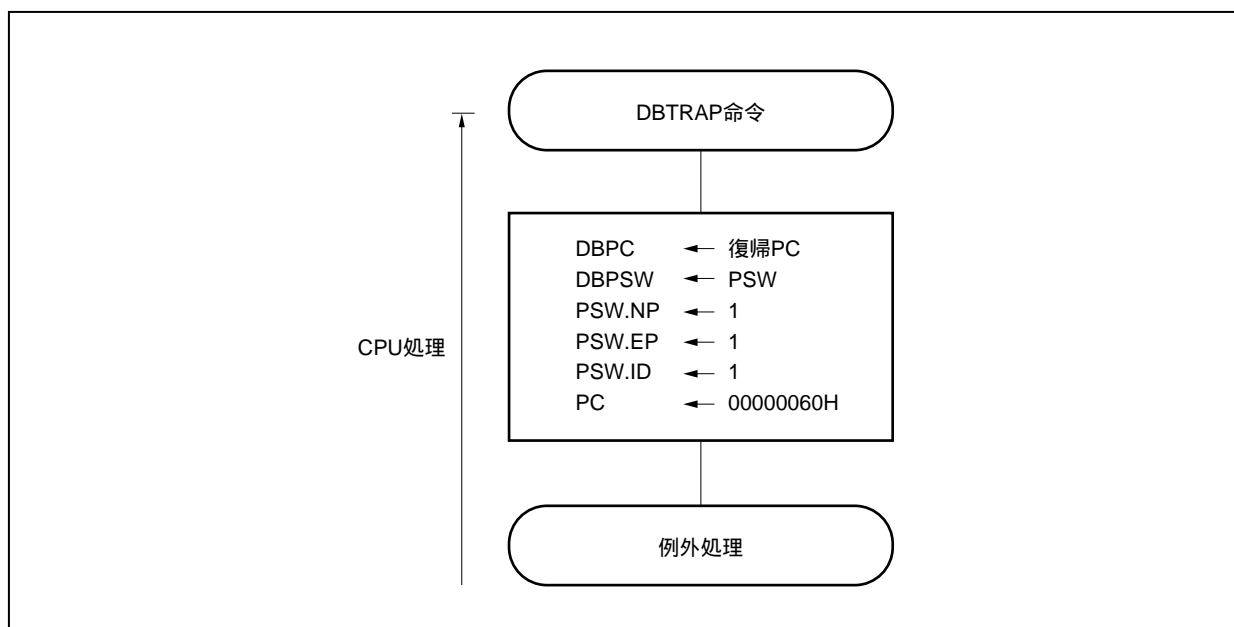 DBTRAP命令
DBPC ← 復帰PC
DBPSW ← PSW
PSW.NP ← 1
PSW.EP ← 1
CPU処理
PSW.ID ← 1
PC ← 00000060H
例外処理